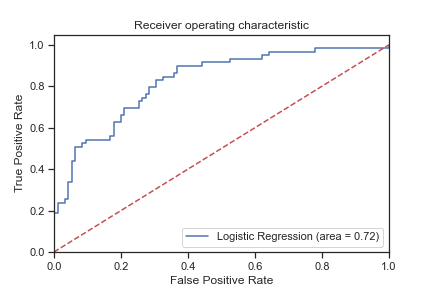 Receiver operating characteristic
1.0
0.8
0.6
0.4
0.2
0.0
True Positive Rate
Logistic Regression (area = 0.72)
0.0 0.2 0.4 0.6 0.8 1.0
False Positive Rate